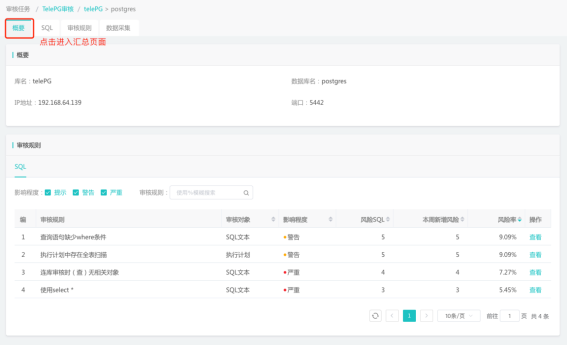 审核任务 / TelePG审核 / telePG > postgres
概要 SQL 审核规则 数据采集
点击进入汇总页面
概要
库名：telePG 数据库名：postgres
IP地址：192.168.64.139 端口：5442
审核规则
SQL
影响程度： 提示 警告 严重 审核规则： 使用%模糊搜索
编 审核规则 审核对象 影响程度 风险SQL 本周新增风险 风险率 操作
1 查询语句缺少where条件 SQL文本 警告 5 5 9.09% 查看
2 执行计划中存在全表扫描 执行计划 警告 5 5 9.09% 查看
3 连库审核时（查）无相关对象 SQL文本 严重 4 4 7.27% 查看
4 使用select * SQL文本 严重 3 3 5.45% 查看
< 1 > 10条/页 前往 1 页 共 4 条